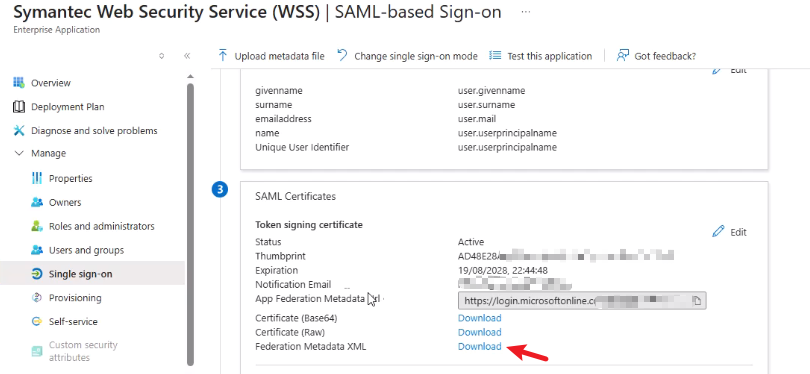 Symantec Web Security Service (WSS) | SAML-based Sign-on ...
Enterprise Application
Upload metadata file Change single sign-on mode Test this application Got feedback?
Overview
Deployment Plan
Diagnose and solve problems
Manage
Properties
Owners
Roles and administrators
Users and groups
Single sign-on
Provisioning
Self-service
Custom security
attributes
Edit
givenname user.givenname
surname user.surname
emailaddress user.mail
name user.userprincipalname
Unique User Identifier user.userprincipalname
3
SAML Certificates
Token signing certificate
Edit
Status Active
Thumbprint AD48E28
Expiration 19/08/2028, 22:44:48
Notification Email
App Federation Metadata https://login.microsoftonline.c
Certificate (Base64) Download
Certificate (Raw) Download
Federation Metadata XML Download